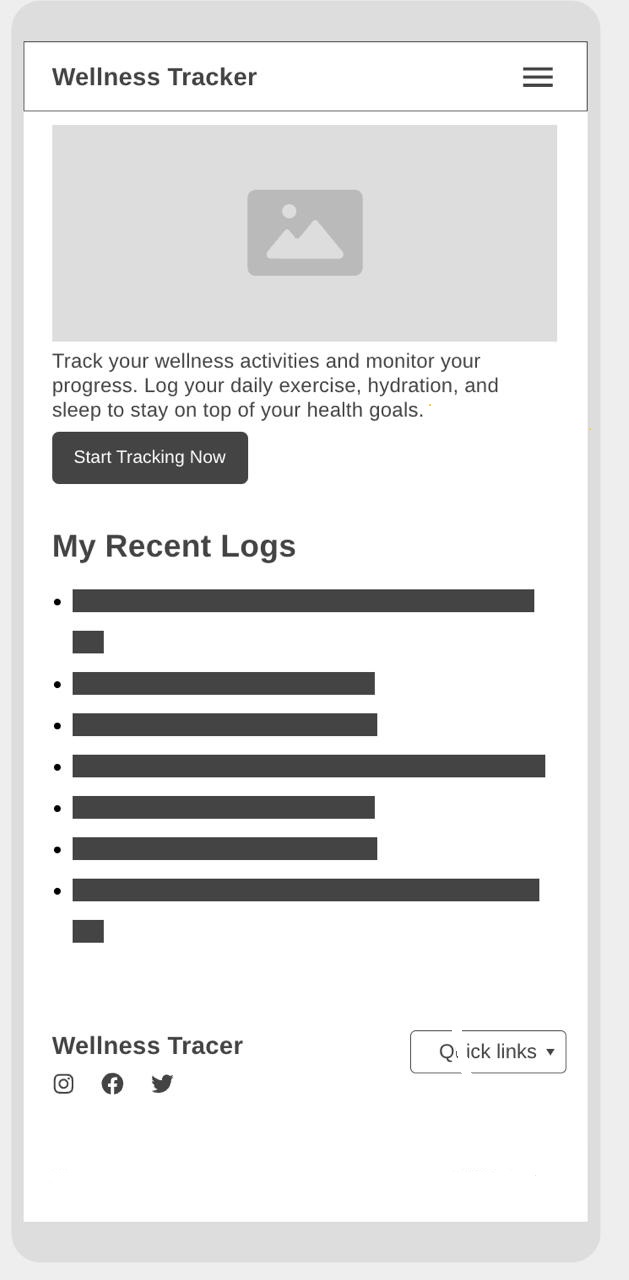 Wellness Tracker
Track your wellness activities and monitor your
progress. Log your daily exercise, hydration, and
sleep to stay on top of your health goals.
Start Tracking Now
My Recent Logs
Wellness Tracer
Quick links